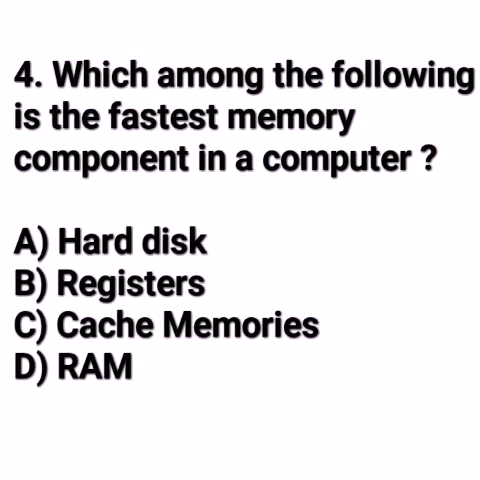 4. Which among the following
is the fastest memory
component in a computer ?
A) Hard disk
B) Registers
C) Cache Memories
D) RAM